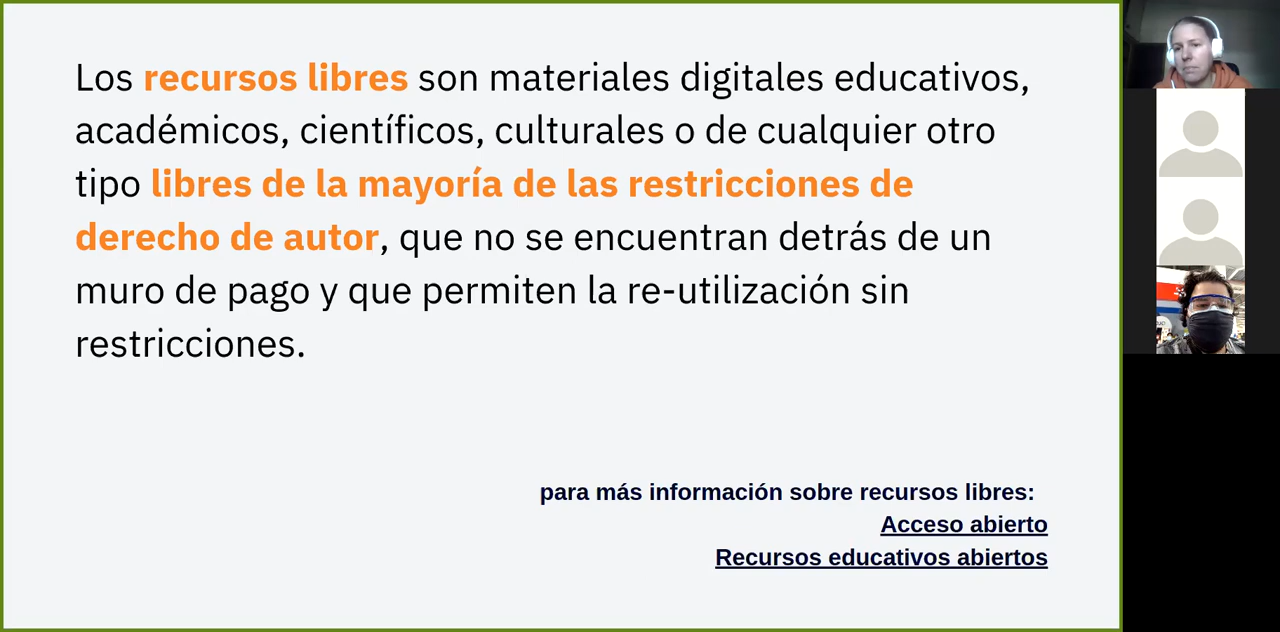 Los recursos libres son materiales digitales educativos,
académicos, científicos, culturales o de cualquier otro
tipo libres de la mayoría de las restricciones de
derecho de autor, que no se encuentran detrás de un
muro de pago y que permiten la re-utilización sin
restricciones.
para más información sobre recursos libres:
Acceso abierto
Recursos educativos abiertos